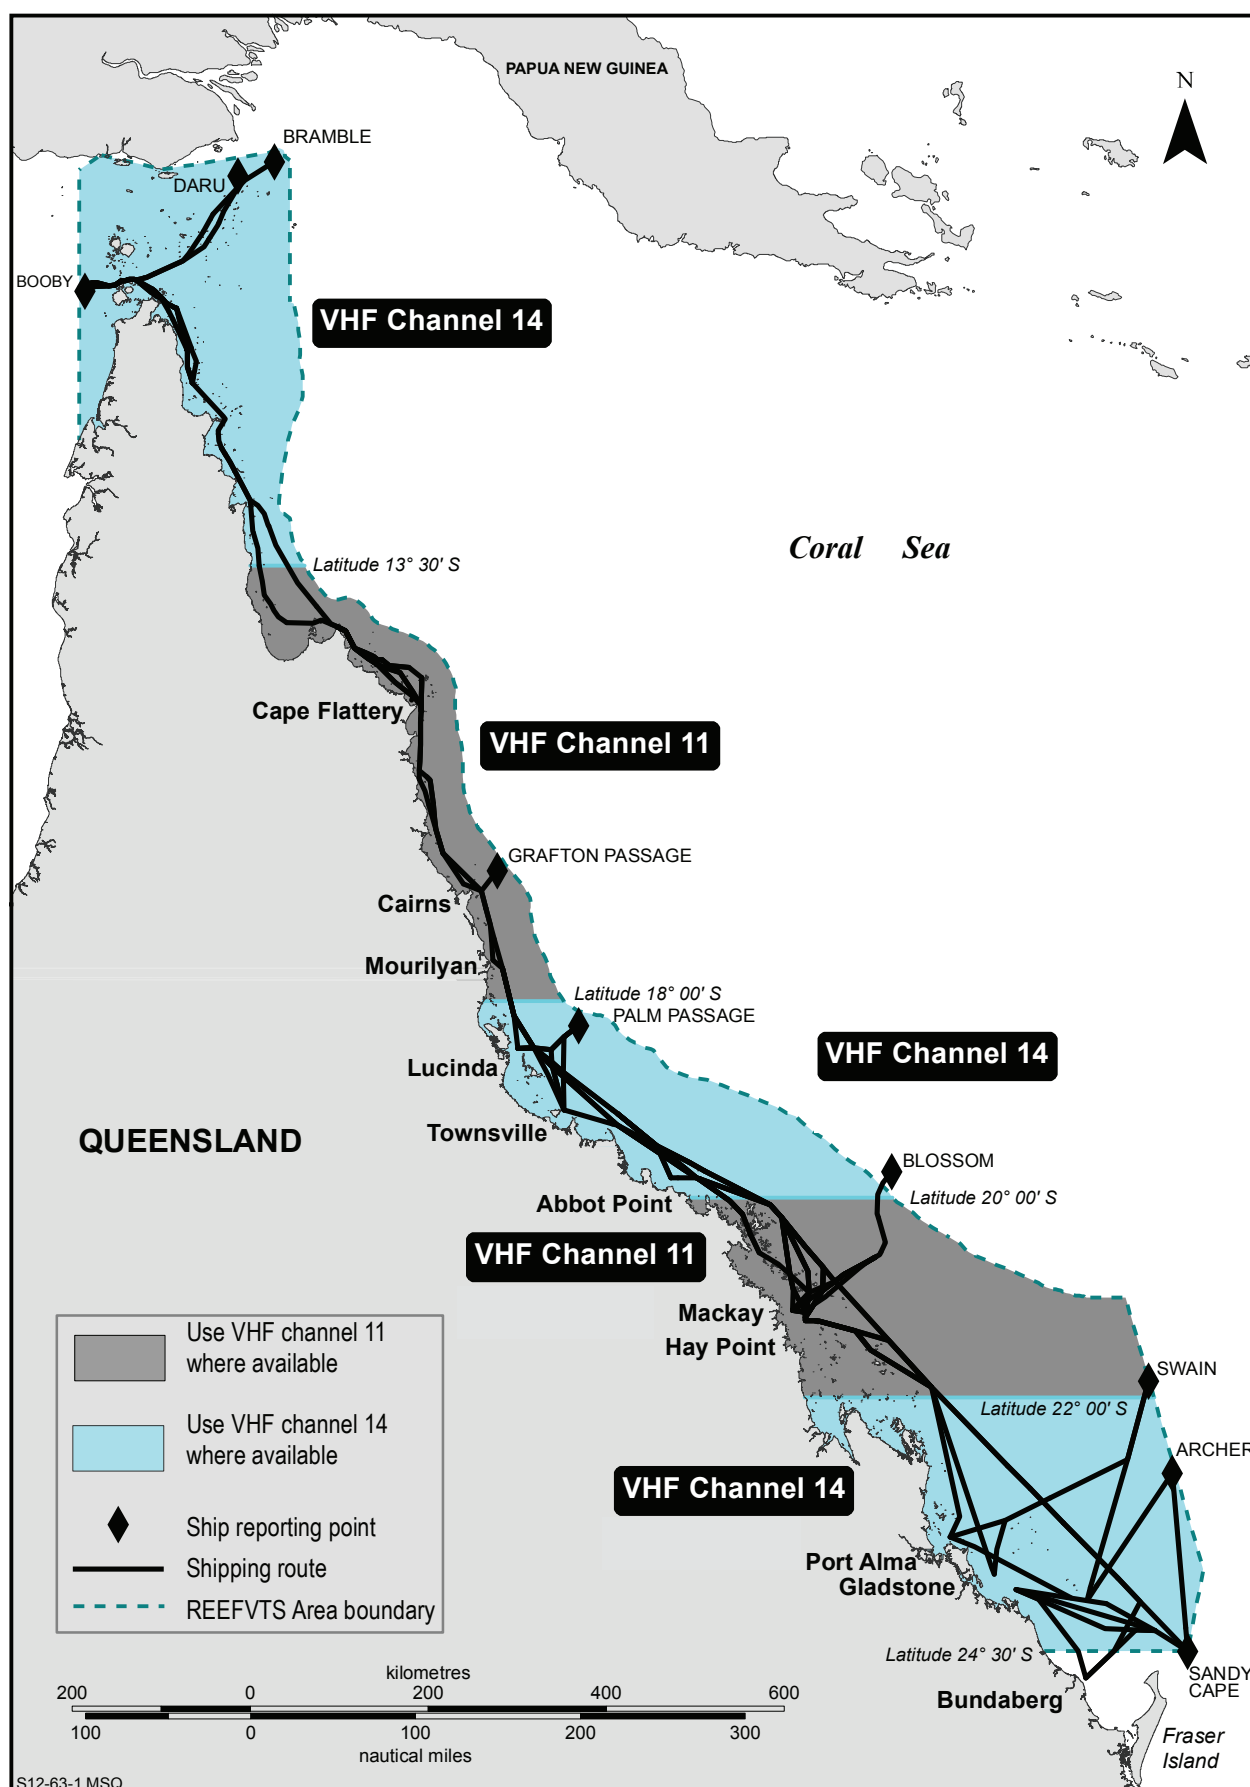 PAPUA NEW GUINEA
N
BRAMBLE
DARU
BOOBY
VHF Channel 14
Coral Sea
Latitude 13° 30' S
Cape Flattery
VHF Channel 11
GRAFTON PASSAGE
Cairns
Mourilyan
Latitude 18° 00' S
PALM PASSAGE
VHF Channel 14
Lucinda
QUEENSLAND
Townsville
BLOSSOM
Latitude 20° 00' S
Abbot Point
VHF Channel 11
Mackay
Hay Point
SWAIN
Latitude 22° 00' S
ARCHER
VHF Channel 14
Port Alma
Gladstone
Latitude 24° 30' S
SANDY
CAPE
Bundaberg
Fraser
Island
Use VHF channel 11
where available
Use VHF channel 14
where available
Ship reporting point
Shipping route
REEFVTS Area boundary
kilometres
200 0 200 400 600
100 0 100 200 300
nautical miles
S12-63-1 MSQ